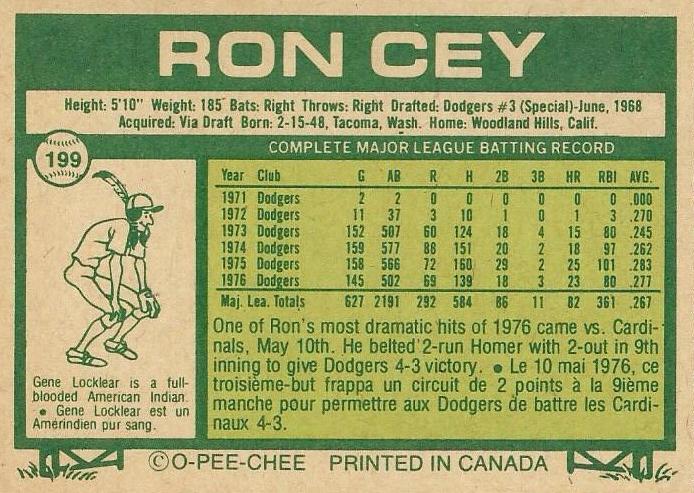 RON CEY
Height: 5'10" Weight: 185 Bats: Right Throws: Right Drafted: Dodgers #3 (Special)-June, 1968
Acquired: Via Draft Born: 2-15-48, Tacoma, Wash. Home: Woodland Hills, Calif.
199
COMPLETE MAJOR LEAGUE BATTING RECORD
Year Club G AB R H 2B 3B HR RBI AVG.
1971 Dodgers 2 2 0 0 0 0 0 0 .000
1972 Dodgers 11 37 3 10 1 0 1 3 .270
1973 Dodgers 152 507 60 124 18 4 15 80 .245
1974 Dodgers 159 577 88 151 20 2 18 97 .262
1975 Dodgers 158 566 72 160 29 2 25 101 .283
1976 Dodgers 145 502 69 139 18 3 23 80 .277
Maj. Lea. Totals 627 2191 292 584 86 11 82 361 .267
One of Ron's most dramatic hits of 1976 came vs. Cardi-
nals, May 10th. He belted 2-run Homer with 2-out in 9th
inning to give Dodgers 4-3 victory. • Le 10 mai 1976, ce
troisième-but frappa un circuit de 2 points à la 9ième
manche pour permettre aux Dodgers de battre les Cardi-
naux 4-3.
Gene Locklear is a full-
blooded American Indian.
• Gene Locklear est un
Amérindien pur sang.
©O-PEE-CHEE PRINTED IN CANADA